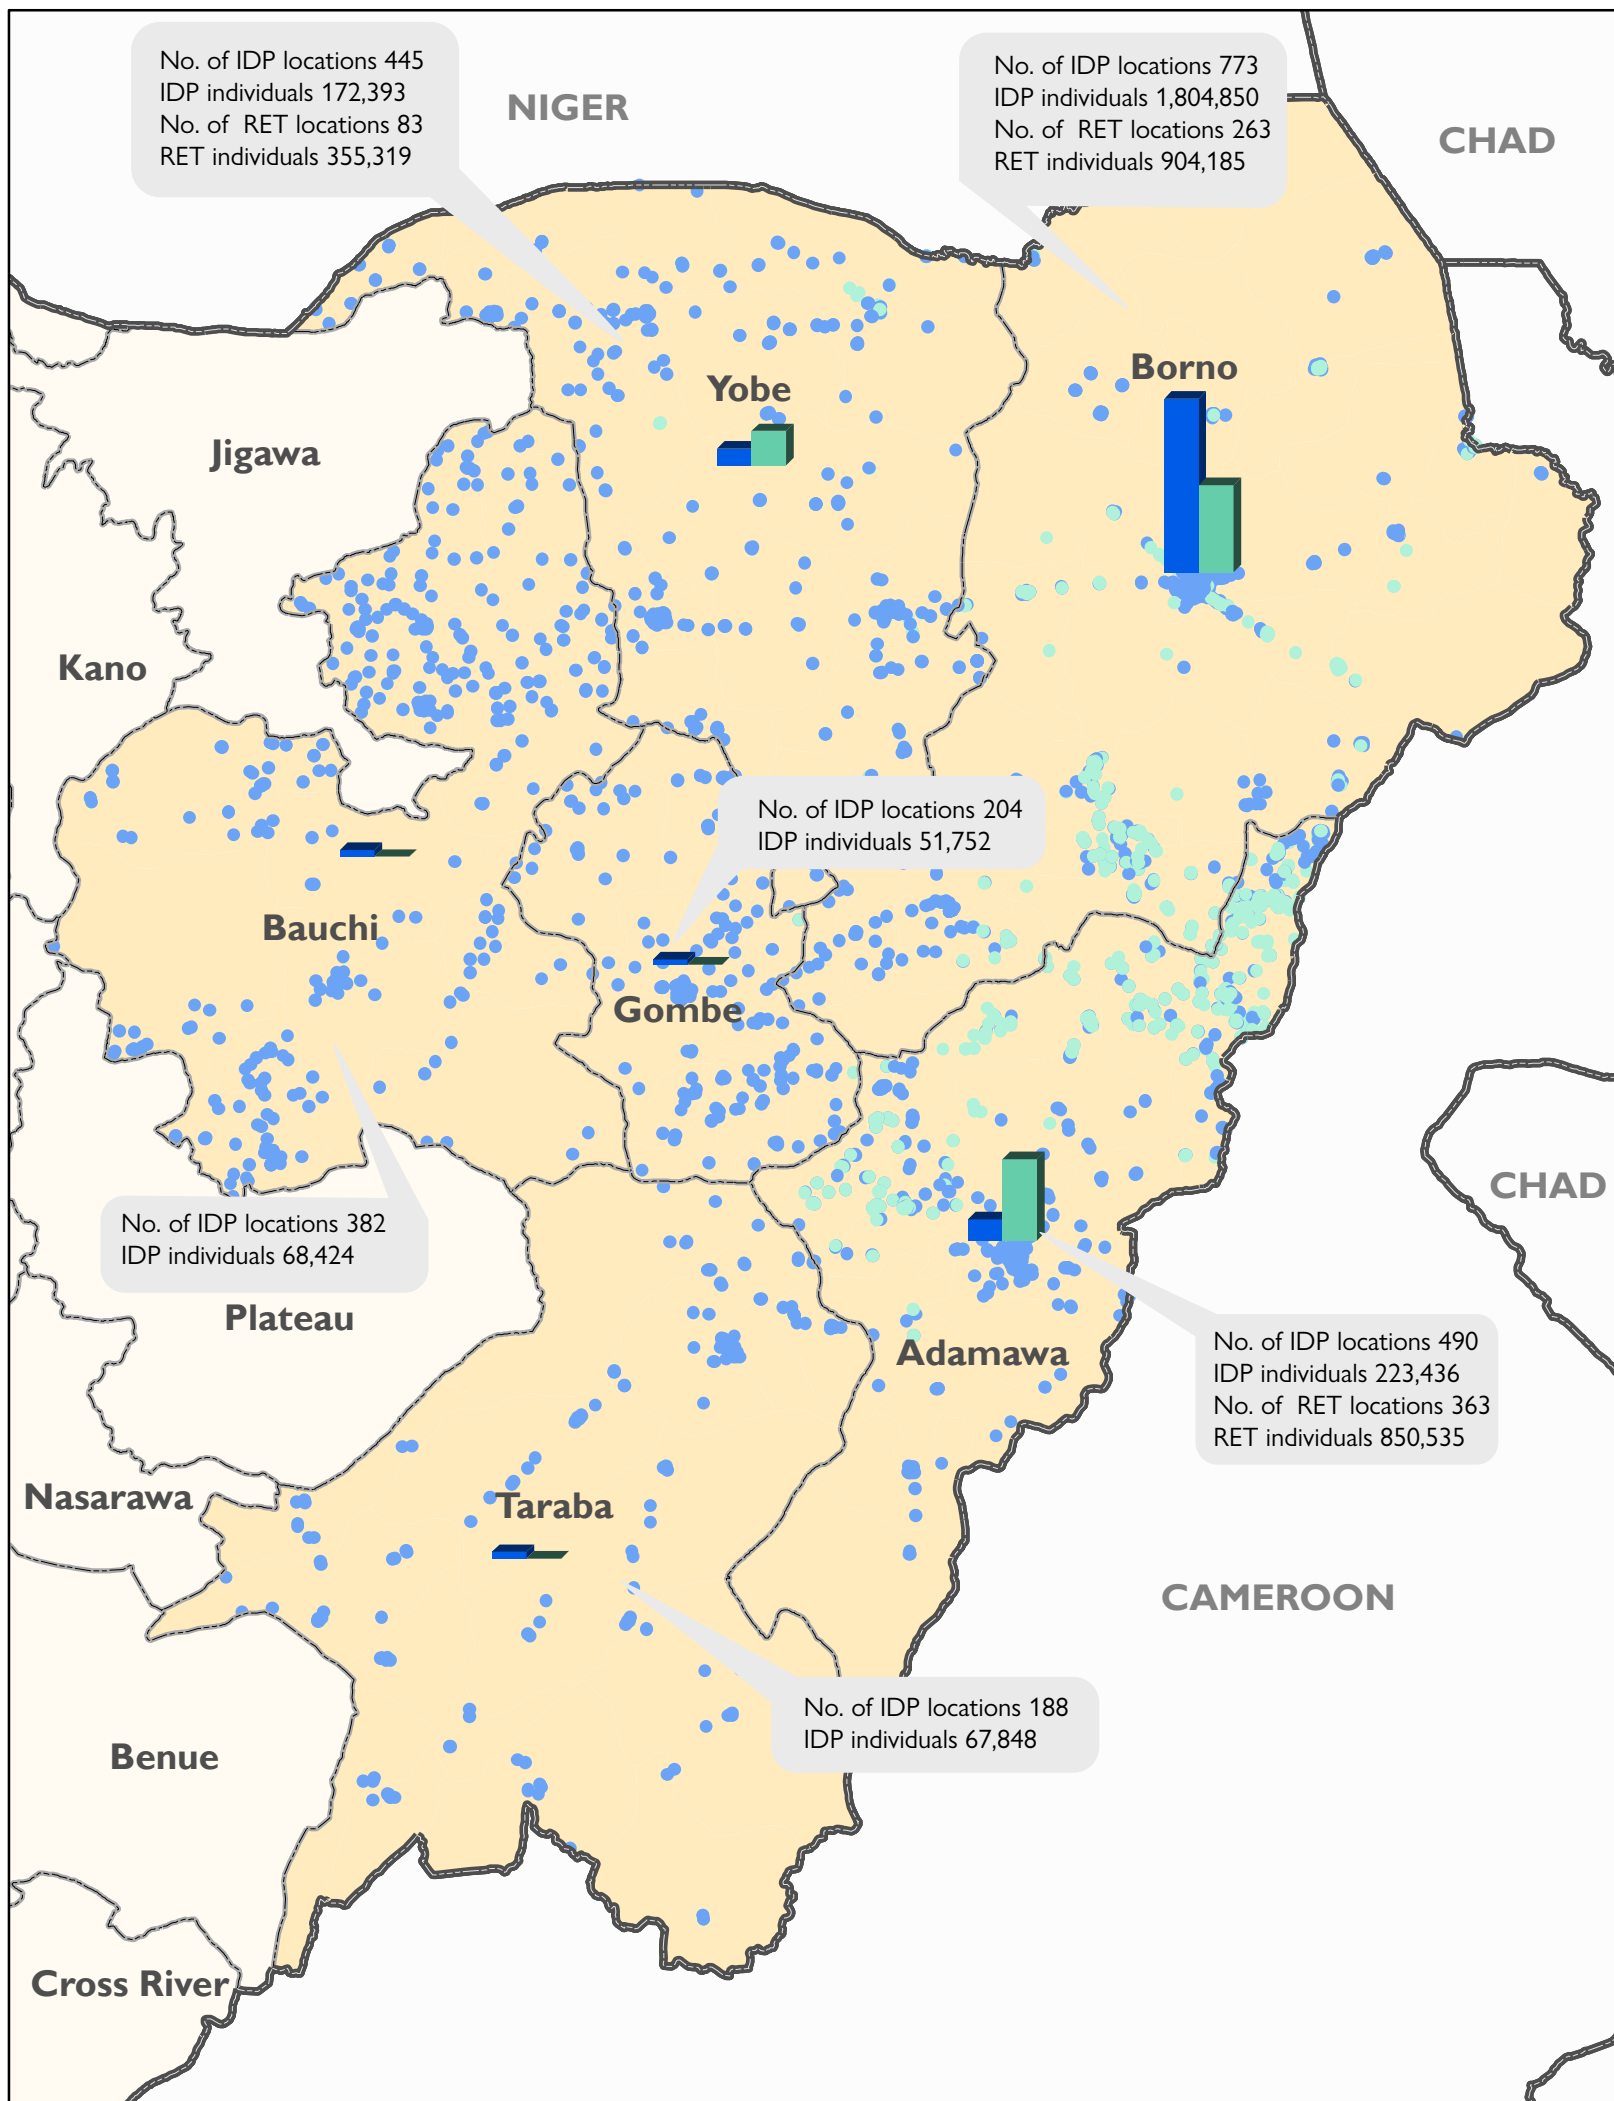 No. of IDP locations 445
IDP individuals 172,393
No. of  RET locations 83
RET individuals 355,319
No. of IDP locations 773
IDP individuals 1,804,850
No. of  RET locations 263
RET individuals 904,185
NIGER
CHAD
Borno
Yobe
Jigawa
Kano
No. of IDP locations 204
IDP individuals 51,752
Bauchi
Gombe
CHAD
No. of IDP locations 382
IDP individuals 68,424
Plateau
Adamawa
No. of IDP locations 490
IDP individuals 223,436
No. of  RET locations 363
RET individuals 850,535
Nasarawa
Taraba
CAMEROON
No. of IDP locations 188
IDP individuals 67,848
Benue
Cross River